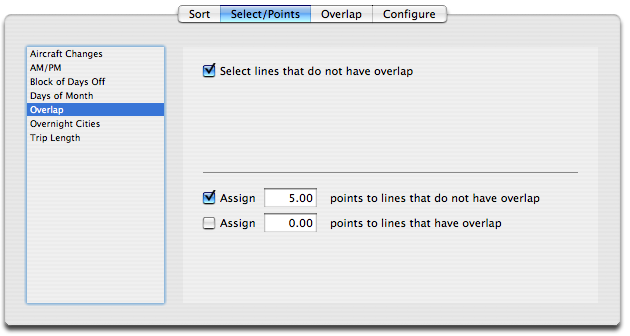 Sort Select/Points Overlap Configure
Aircraft Changes
AM/PM
Block of Days Off
Days of Month
Overlap
Overnight Cities
Trip Length
Select lines that do not have overlap
Assign 5.00 points to lines that do not have overlap
Assign 0.00 points to lines that have overlap